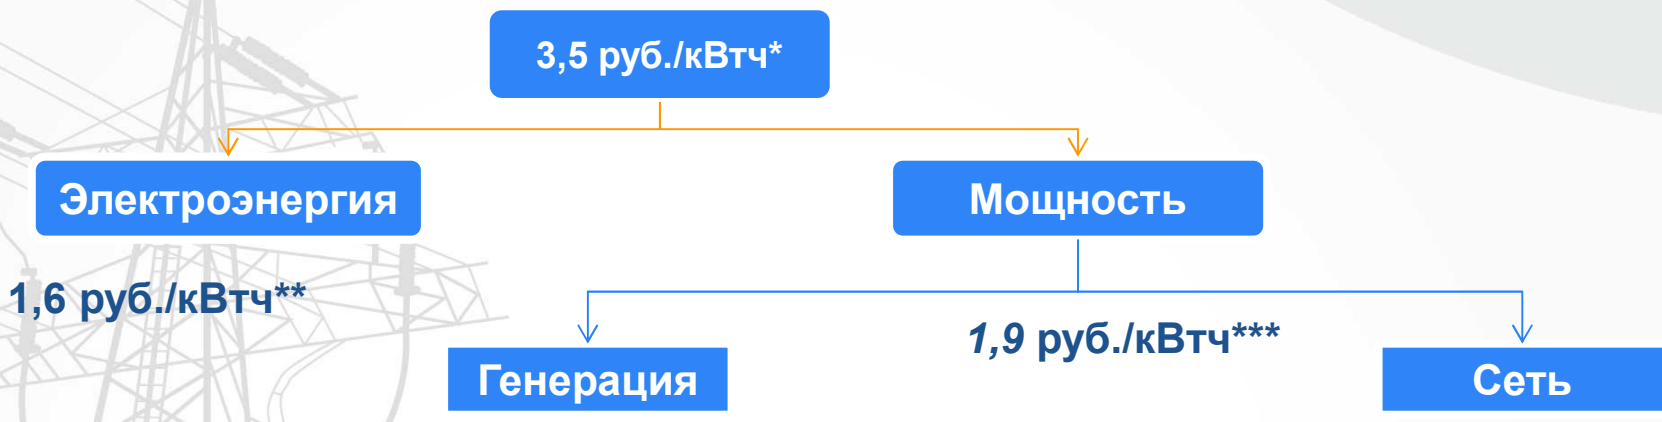 3,5 руб./кВтч*
Электроэнергия
Мощность
1,6 руб./кВтч**
1,9 руб./кВтч***
Генерация
Сеть